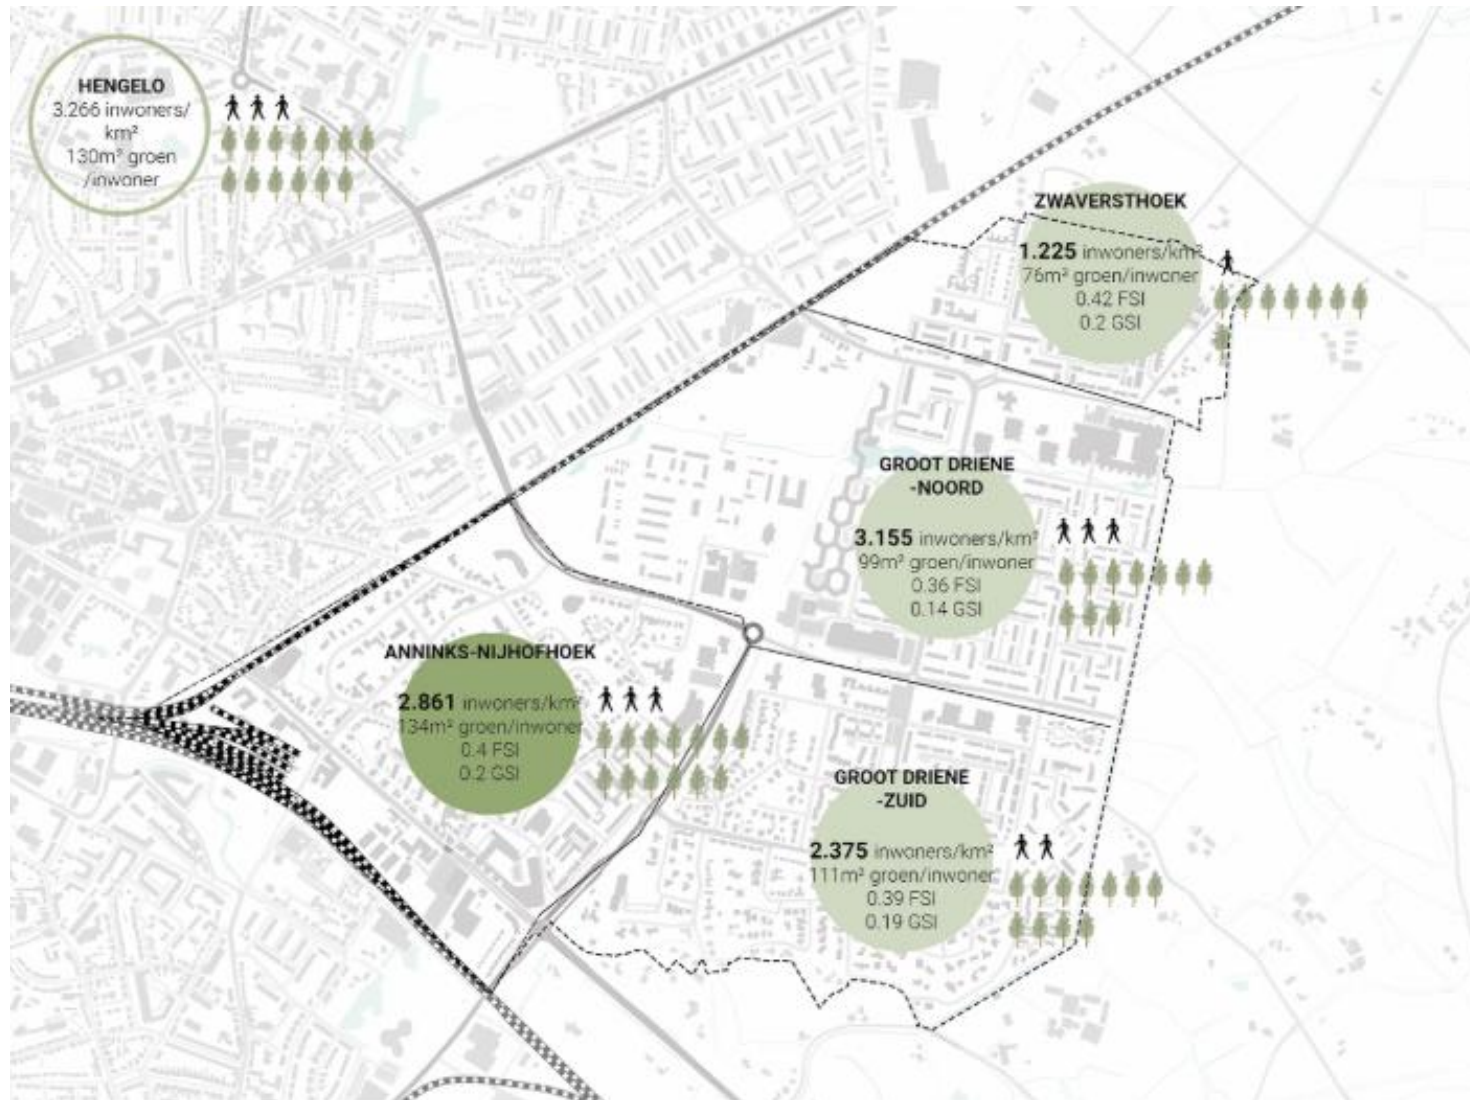 HENGELO
3.266 inwoners/
km²
130m² groen
/inwoner
ZWAVERSTHOEK
1.225 inwoners/km²
76m² groen/inwoner
0.42 FSI
0.2 GSI
GROOT DRIENE
-NOORD
3.155 inwoners/km²
99m² groen/inwoner
0.36 FSI
0.14 GSI
ANNINKS-NIJHOFHOEK
2.861 inwoners/km²
134m² groen/inwoner
0.4 FSI
0.2 GSI
GROOT DRIENE
-ZUID
2.375 inwoners/km²
111m² groen/inwoner
0.39 FSI
0.19 GSI